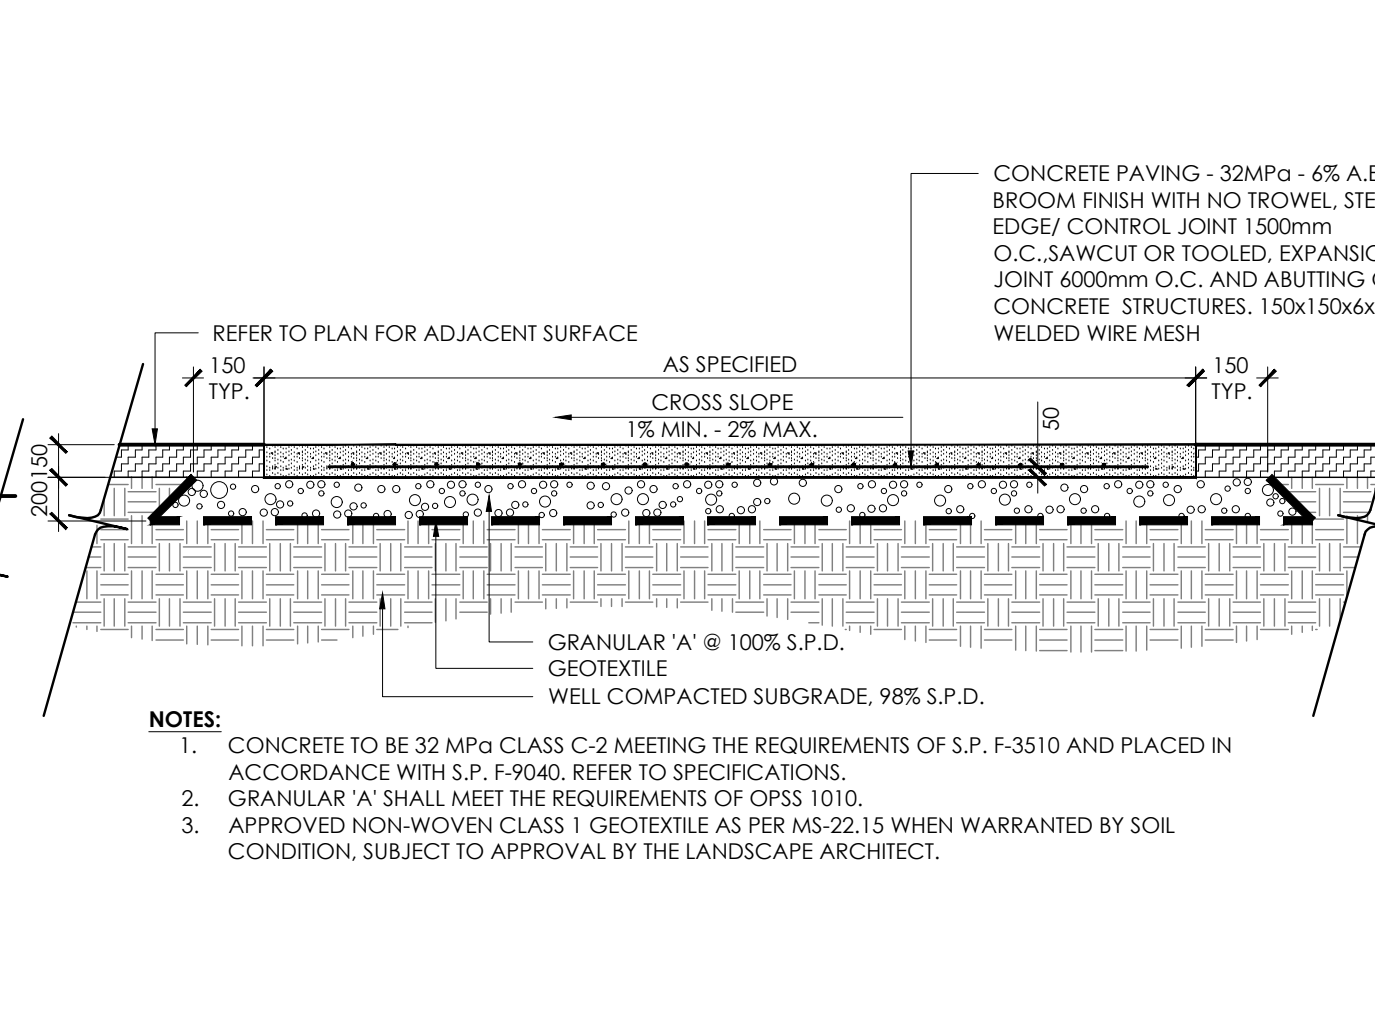 CONCRETE PAVING - 32MPa - 6% A.E
BROOM FINISH WITH NO TROWEL, STE
EDGE/ CONTROL JOINT 1500mm
O.C.,SAWCUT OR TOOLED, EXPANSIO
JOINT 6000mm O.C. AND ABUTTING
CONCRETE STRUCTURES. 150x150x6x
WELDED WIRE MESH
REFER TO PLAN FOR ADJACENT SURFACE
150
TYP.
AS SPECIFIED
150
TYP.
CROSS SLOPE
1% MIN. - 2% MAX.
50
150
200
GRANULAR 'A' @ 100% S.P.D.
GEOTEXTILE
WELL COMPACTED SUBGRADE, 98% S.P.D.
NOTES:
1. CONCRETE TO BE 32 MPa CLASS C-2 MEETING THE REQUIREMENTS OF S.P. F-3510 AND PLACED IN
ACCORDANCE WITH S.P. F-9040. REFER TO SPECIFICATIONS.
2. GRANULAR 'A' SHALL MEET THE REQUIREMENTS OF OPSS 1010.
3. APPROVED NON-WOVEN CLASS 1 GEOTEXTILE AS PER MS-22.15 WHEN WARRANTED BY SOIL
CONDITION, SUBJECT TO APPROVAL BY THE LANDSCAPE ARCHITECT.